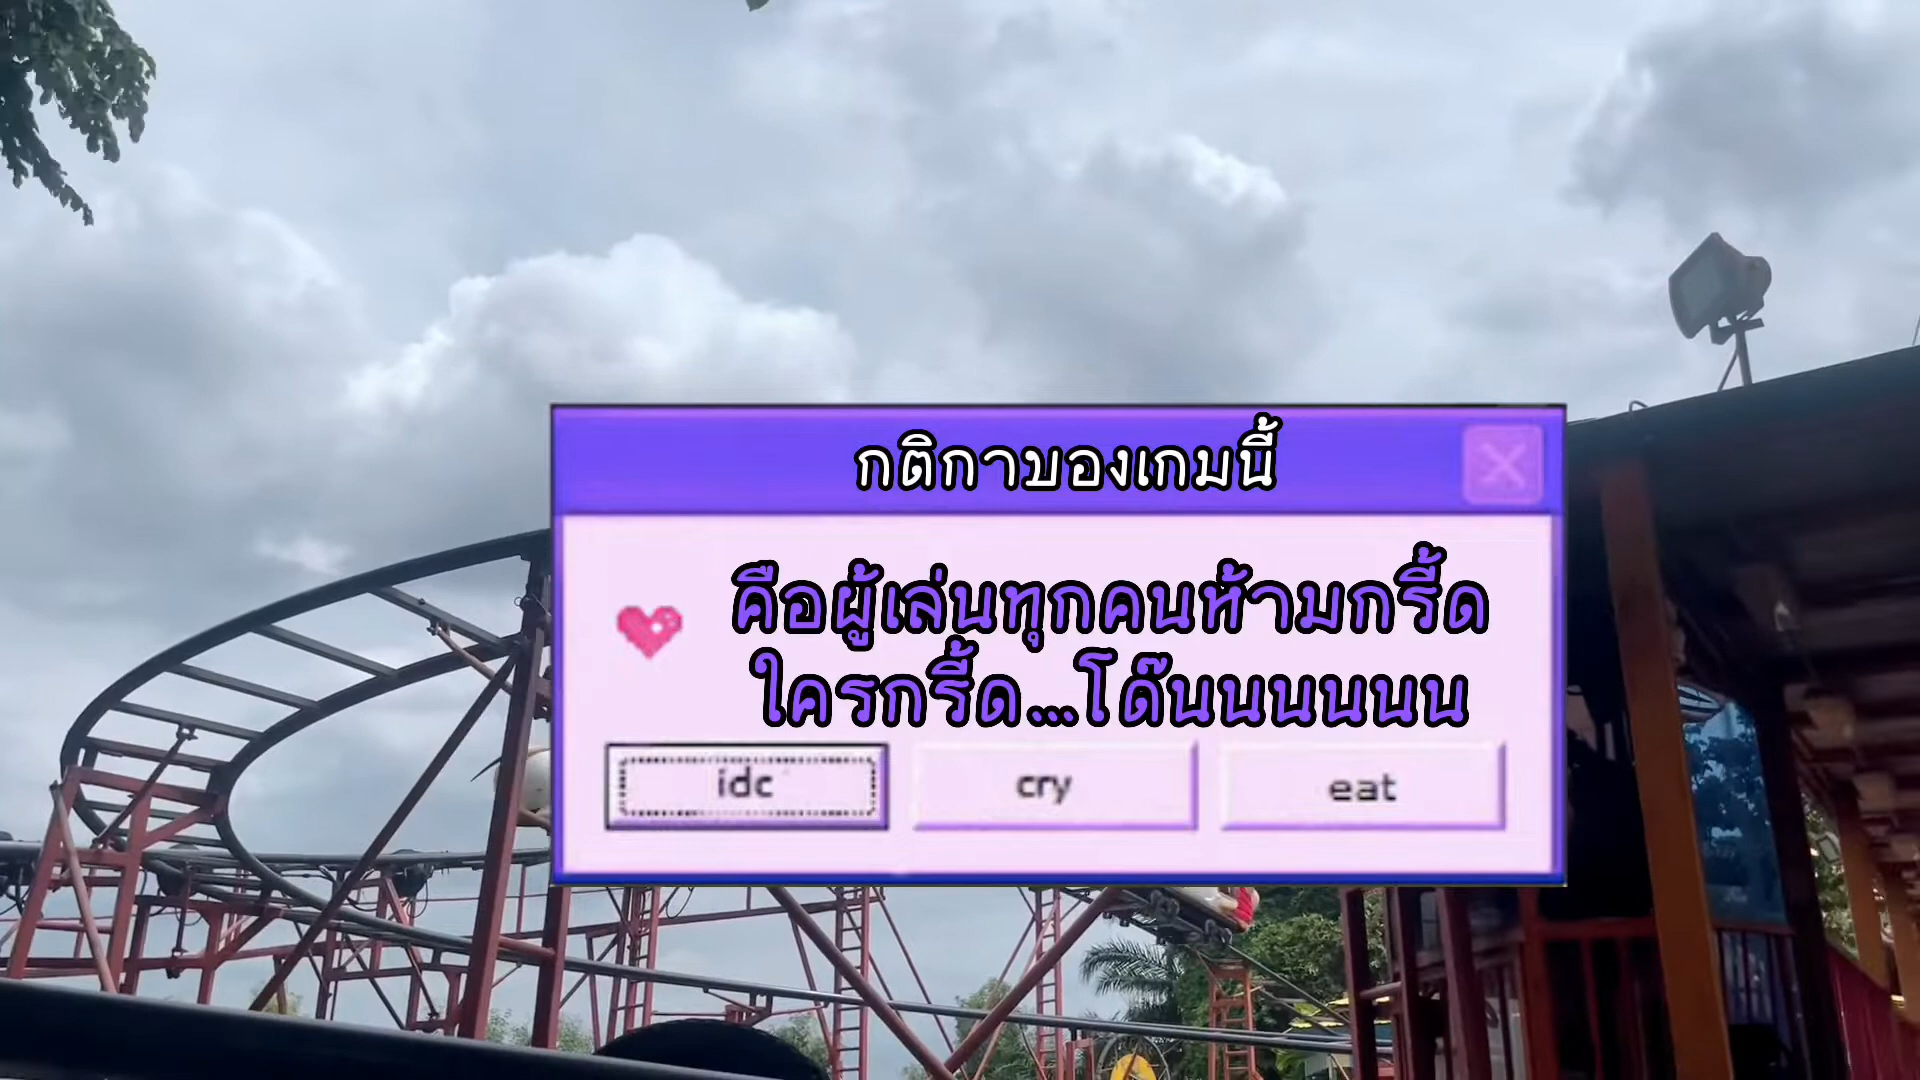 กติกาบองเกมนี้
คือผู้เล่นทุกคนห้ามกรี้ด
ใครกรี้ด...โด๊นนนนนน
idc
cry
eat